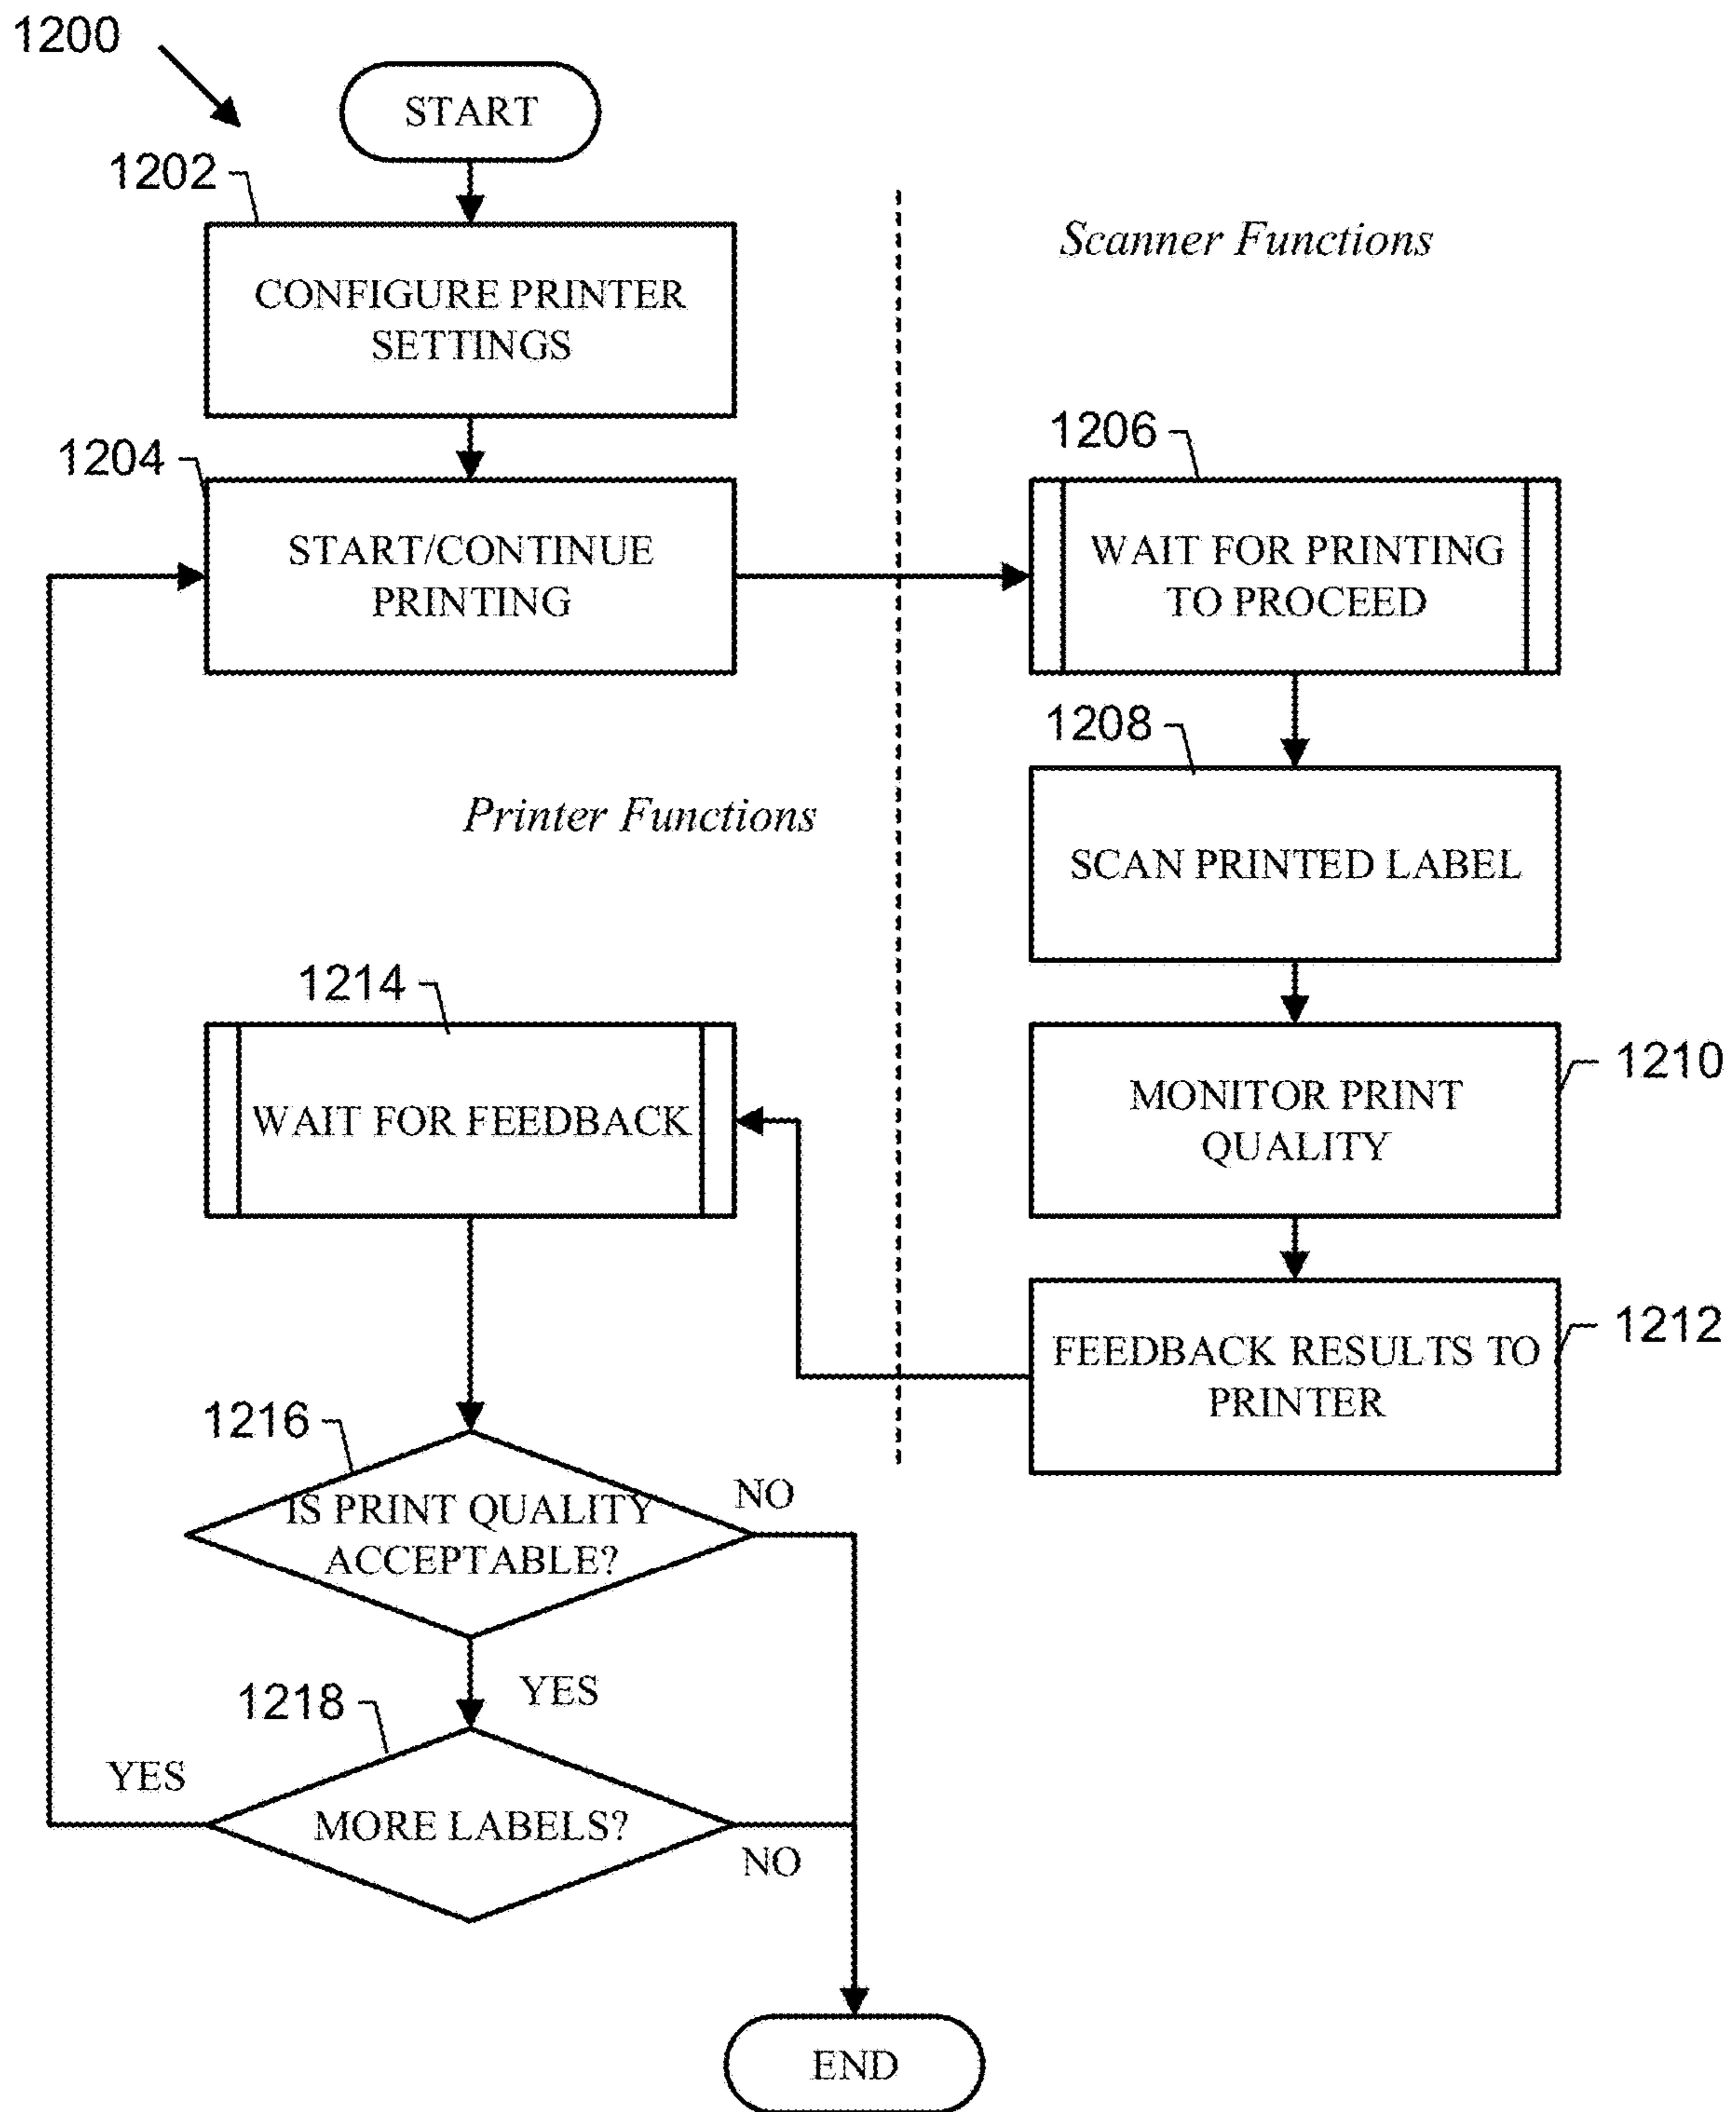 1200
START
1202
CONFIGURE PRINTER
SETTINGS
Scanner Functions
1204
START/CONTINUE
PRINTING
1206
WAIT FOR PRINTING
TO PROCEED
1208
SCAN PRINTED LABEL
Printer Functions
1210
MONITOR PRINT
QUALITY
1212
FEEDBACK RESULTS TO
PRINTER
1214
WAIT FOR FEEDBACK
1216
IS PRINT QUALITY
ACCEPTABLE?
NO
YES
1218
MORE LABELS?
YES
NO
END